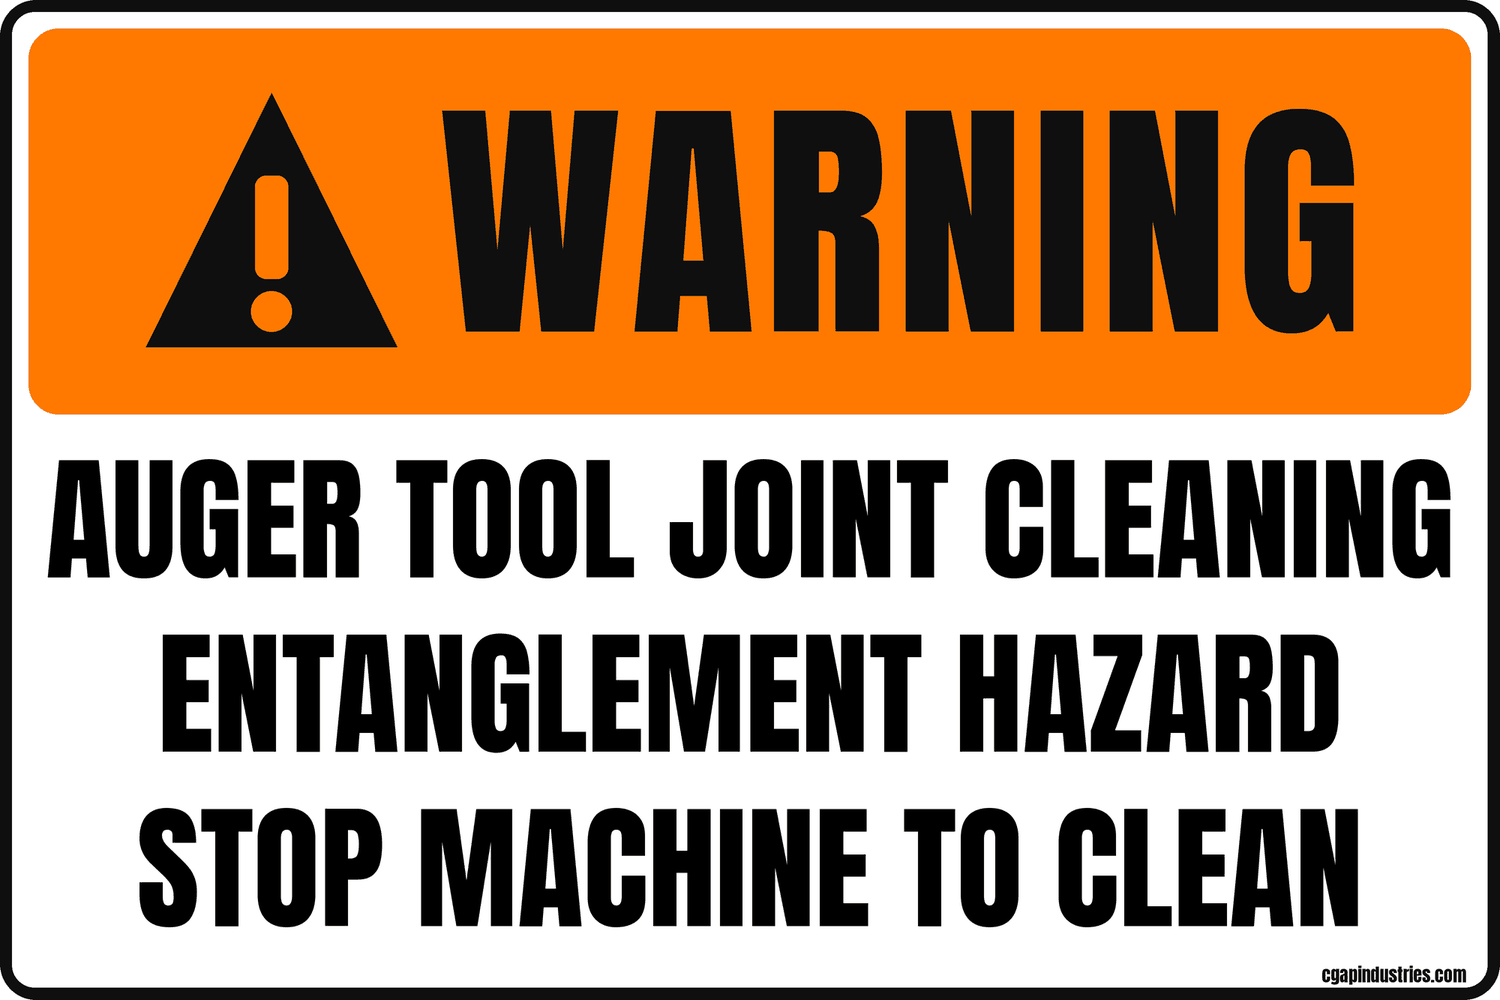 WARNING
AUGER TOOL JOINT CLEANING
ENTANGLEMENT HAZARD
STOP MACHINE TO CLEAN
cgapindustries.com